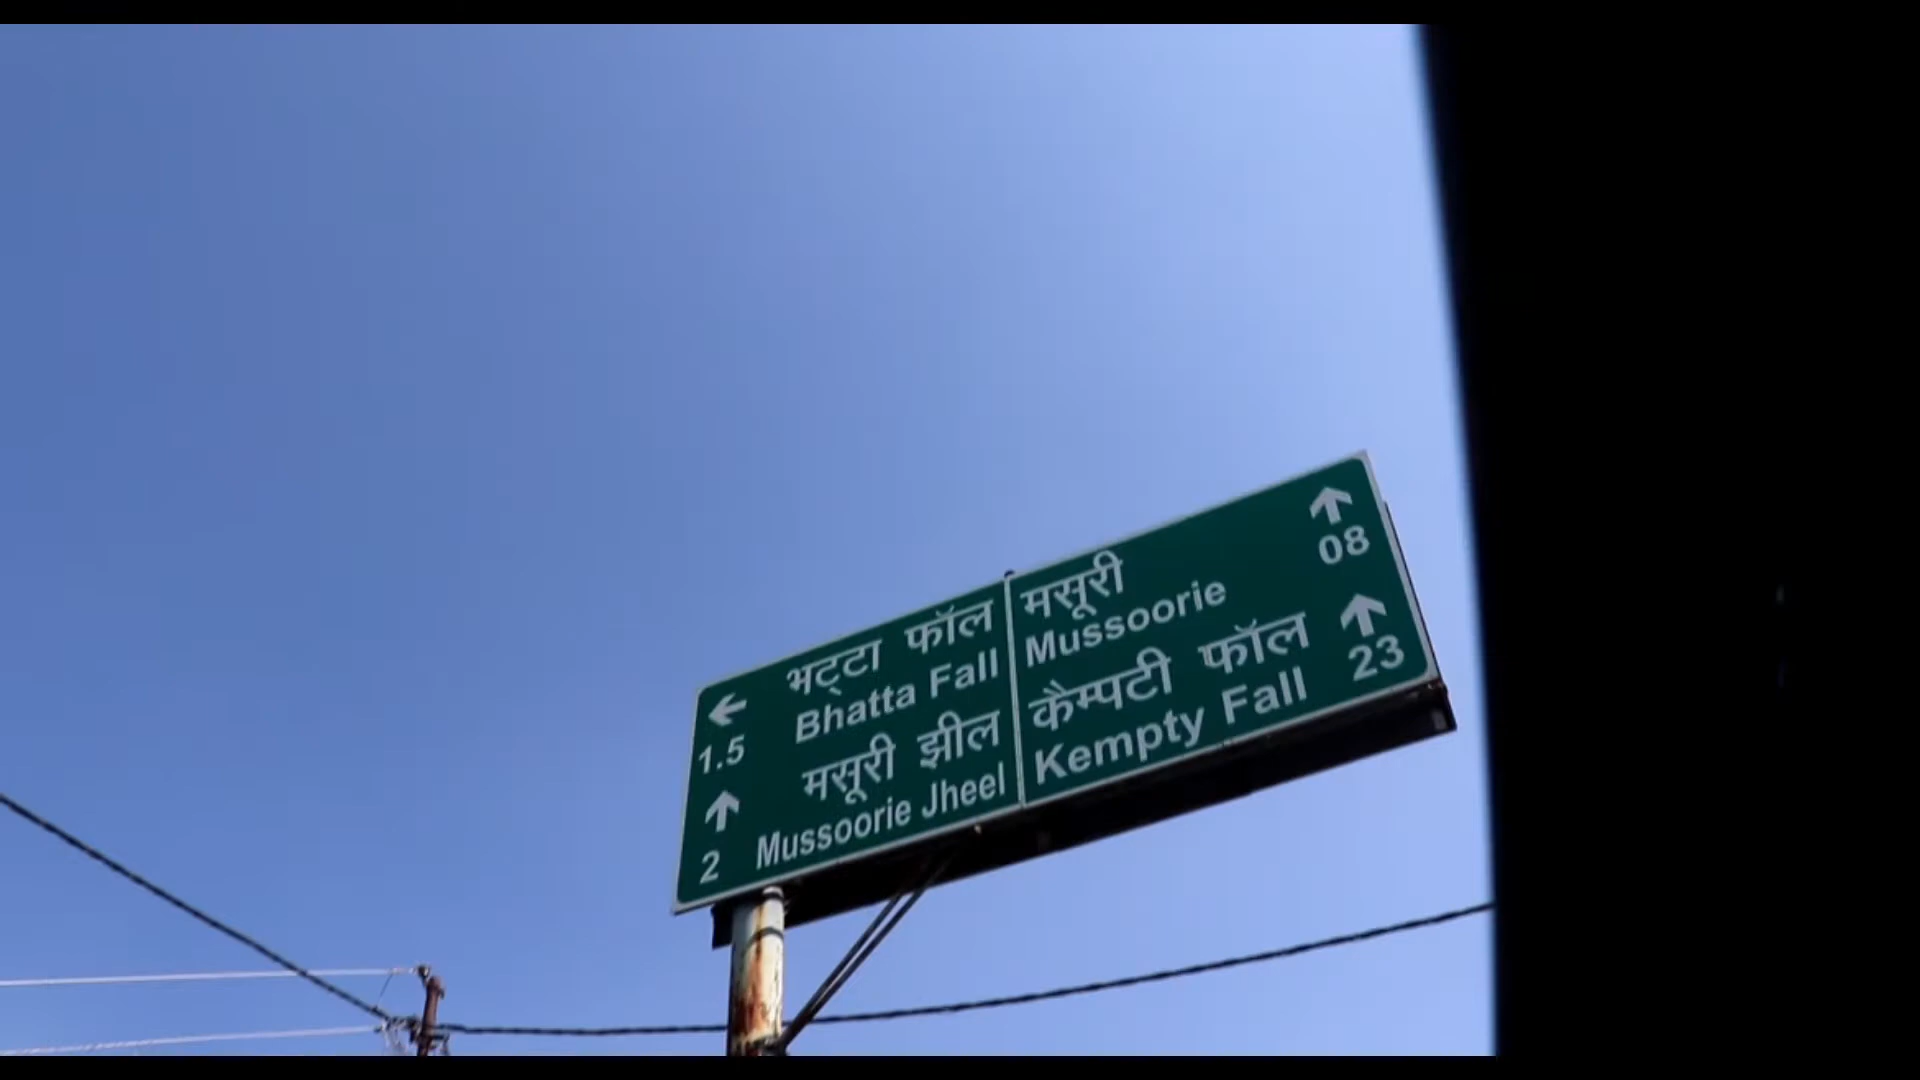 भट्टा फॉल
Bhatta Fall
1.5
मसूरी झील
Mussoorie Jheel
2
मसूरी
Mussoorie
08
कैम्पटी फॉल
Kempty Fall
23